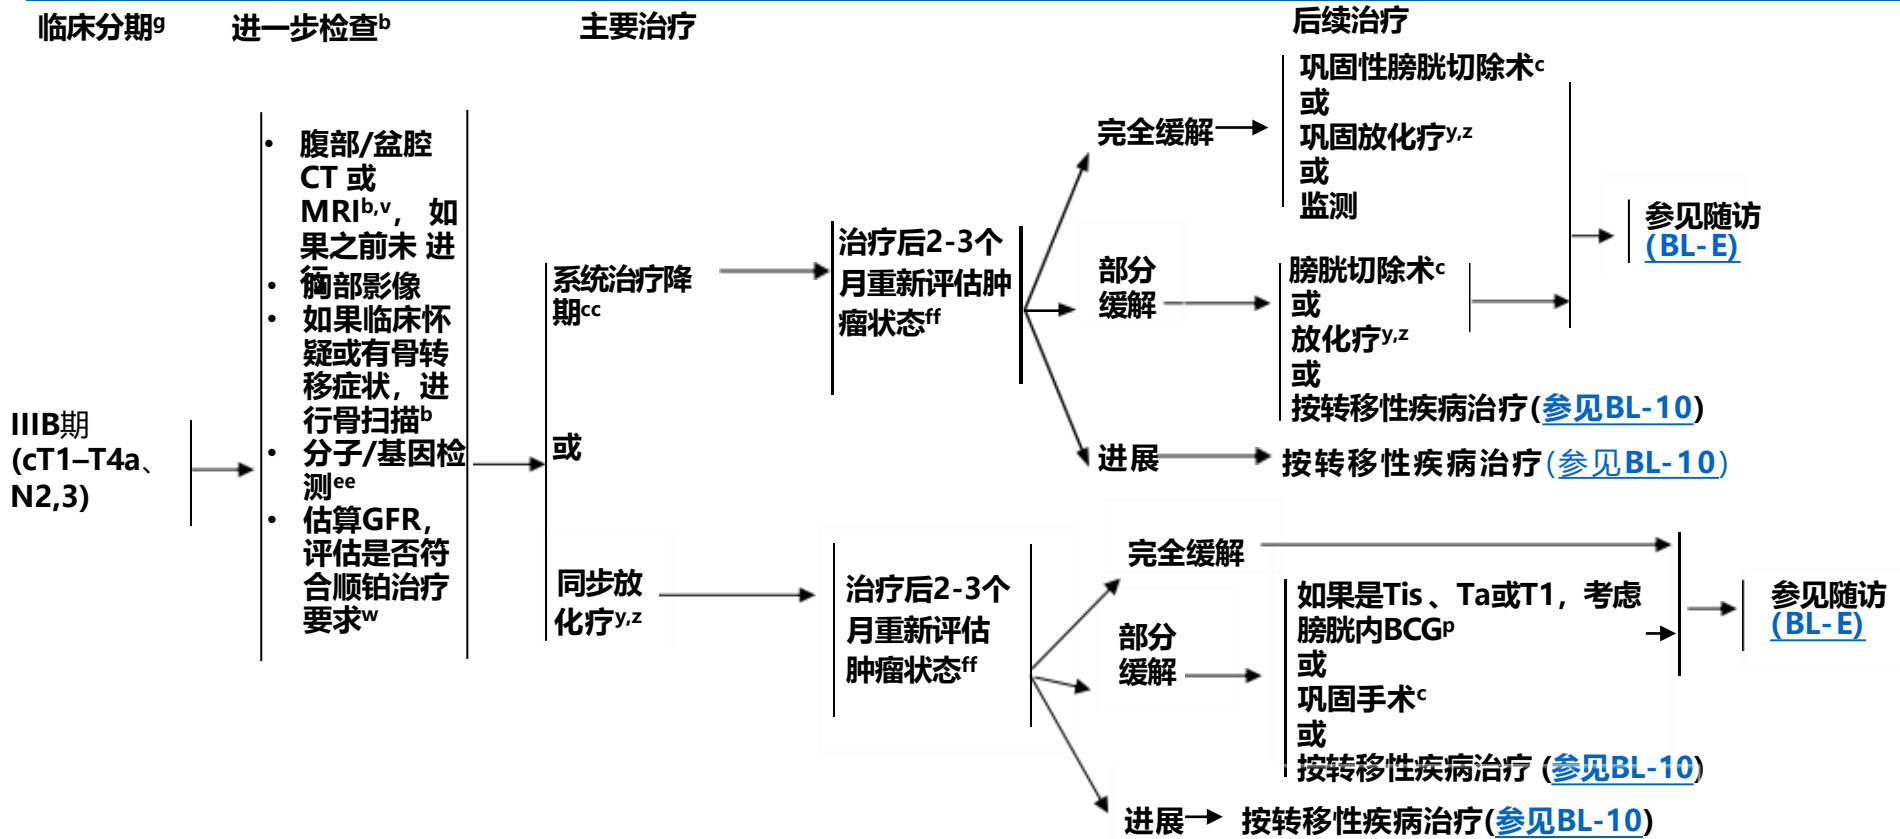 临床分期g
进一步检查b
主要治疗
后续治疗
IIIB期
(cT1–T4a、
N2,3)
• 腹部/盆腔
CT 或
MRIb,v， 如
果之前未 进
行
• 胸部影像
• 如果临床怀
疑或有骨转
移症状，进
行骨扫描b
• 分子/基因检
测ee
• 估算GFR，
评估是否符
合顺铂治疗
要求w
系统治疗降
期cc
或
同步放
化疗y,z
治疗后2-3个
月重新评估肿
瘤状态ff
完全缓解
巩固性膀胱切除术c
或
巩固放化疗y,z
或
监测
部分
缓解
膀胱切除术c
或
放化疗y,z
或
按转移性疾病治疗(参见BL-10)
进展
按转移性疾病治疗(参见BL-10)
参见随访
(BL-E)
治疗后2-3个
月重新评估
肿瘤状态ff
完全缓解
部分
缓解
如果是Tis 、Ta或T1，考虑
膀胱内BCGp
或
巩固手术c
或
按转移性疾病治疗 (参见BL-10)
进展
按转移性疾病治疗(参见BL-10)
参见随访
(BL-E)